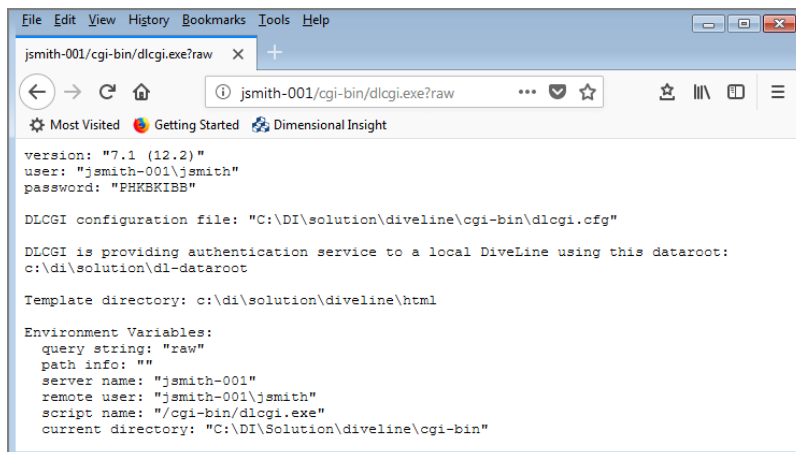 File Edit View History Bookmarks Tools Help
jsmith-001/cgi-bin/dlcgi.exe?raw
jsmith-001/cgi-bin/dlcgi.exe?raw
Most Visited Getting Started Dimensional Insight
version: "7.1 (12.2)"
user: "jsmith-001\jsmith"
password: "PHKBKIBB"
DLCGI configuration file: "C:\DI\solution\diveline\cgi-bin\dlcgi.cfg"
DLCGI is providing authentication service to a local DiveLine using this dataroot:
c:\di\solution\dl-dataroot
Template directory: c:\di\solution\diveline\html
Environment Variables:
query string: "raw"
path info: ""
server name: "jsmith-001"
remote user: "jsmith-001\jsmith"
script name: "/cgi-bin/dlcgi.exe"
current directory: "C:\DI\Solution\diveline\cgi-bin"